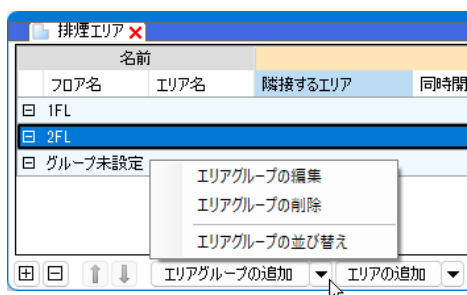 排煙エリア
名前
フロア名 エリア名 隣接するエリア 同時開
1FL
2FL
グループ未設定
エリアグループの編集
エリアグループの削除
エリアグループの並び替え
エリアグループの追加 エリアの追加